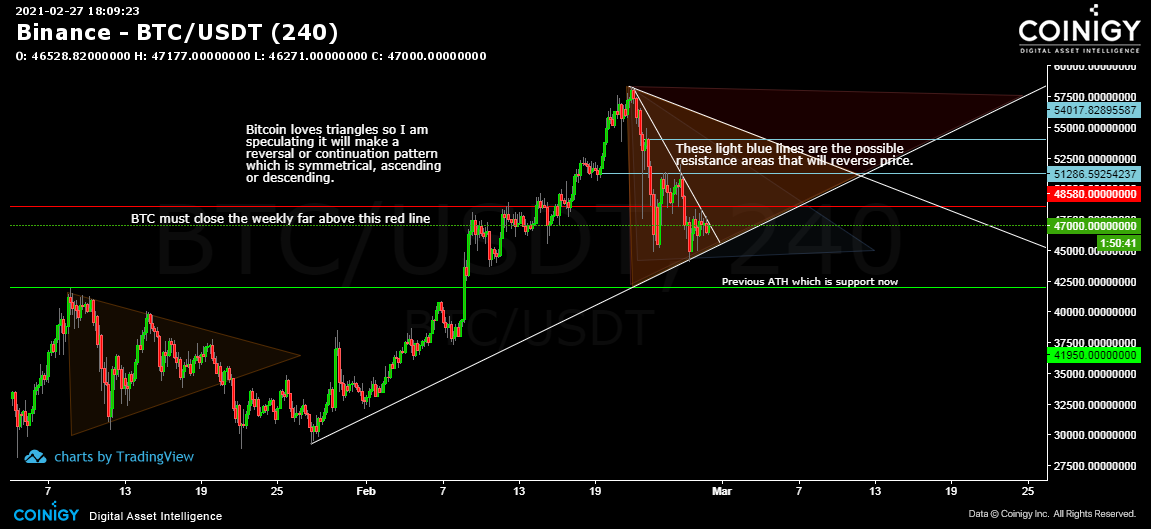 2021-02-27 18:09:23
Binance - BTC/USDT (240)
O: 46528.82000000 H: 47177.00000000 L: 46271.00000000 C: 47000.00000000
COINIGY
DIGITAL ASSET INTELLIGENCE
60000.00000000
57500.00000000
54017.82895587
55000.00000000
Bitcoin loves triangles so I am
speculating it will make a
reversal or continuation pattern
which is symmetrical, ascending
or descending.
These light blue lines are the possible
resistance areas that will reverse price.
52500.00000000
51286.59254237
48580.00000000
BTC must close the weekly far above this red line
47000.00000000
1:50:41
BTC/USDT, 240
45000.00000000
Previous ATH which is support now
42500.00000000
BTC/USDT
40000.00000000
37500.00000000
41950.00000000
35000.00000000
32500.00000000
30000.00000000
charts by TradingView
27500.00000000
7 13 19 25 Feb 7 13 19 Mar 7 13 19 25
COINIGY Digital Asset Intelligence
Data © Coinigy Inc. All Rights Reserved.